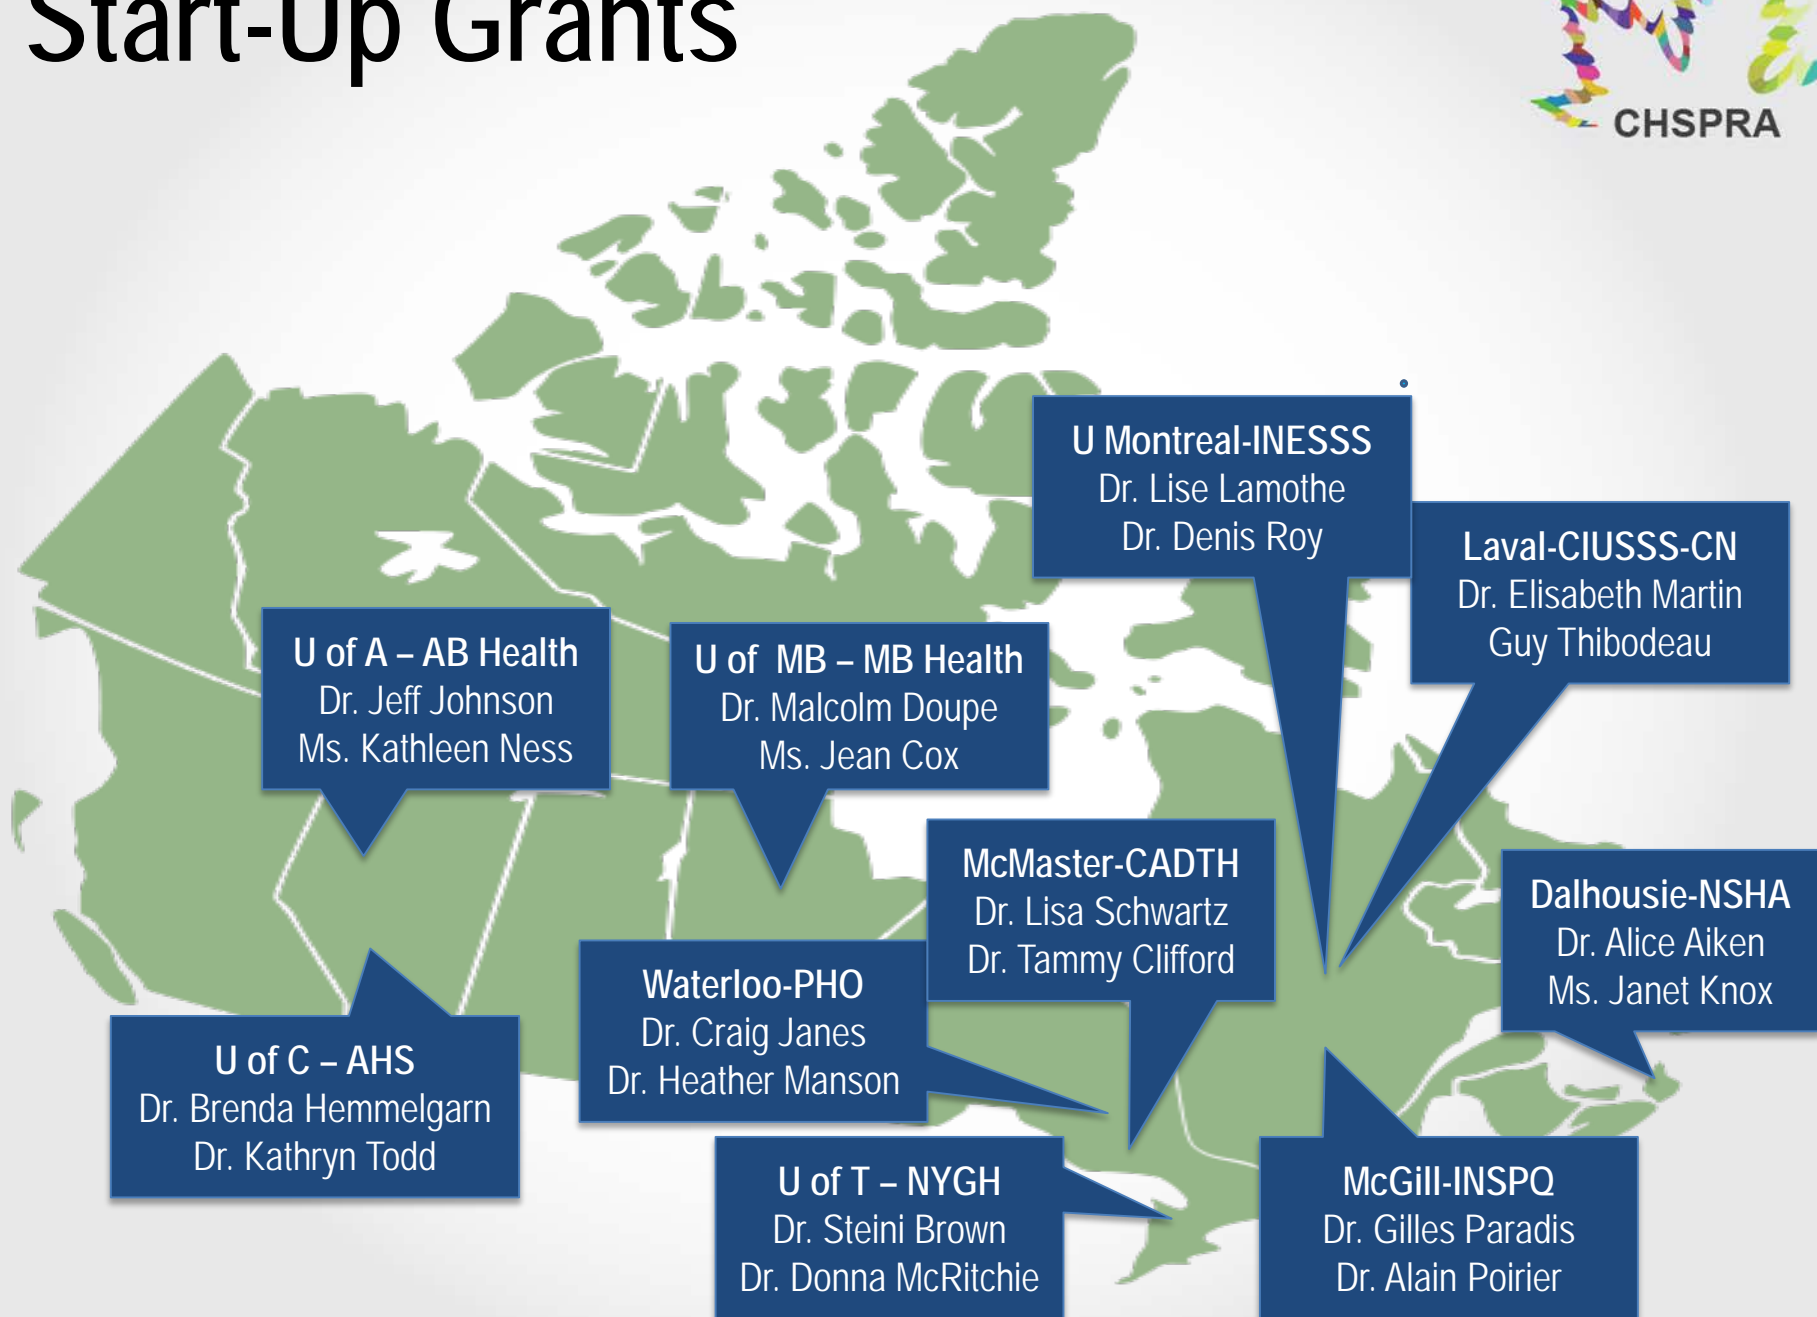 Start-Up Grants
CHSPRA
U Montreal-INESSS
Dr. Lise Lamothe
Dr. Denis Roy
Laval-CIUSSS-CN
Dr. Elisabeth Martin
Guy Thibodeau
U of A – AB Health
Dr. Jeff Johnson
Ms. Kathleen Ness
U of MB – MB Health
Dr. Malcolm Doupe
Ms. Jean Cox
McMaster-CADTH
Dr. Lisa Schwartz
Dr. Tammy Clifford
Dalhousie-NSHA
Dr. Alice Aiken
Ms. Janet Knox
Waterloo-PHO
Dr. Craig Janes
Dr. Heather Manson
U of C – AHS
Dr. Brenda Hemmelgarn
Dr. Kathryn Todd
U of T – NYGH
Dr. Steini Brown
Dr. Donna McRitchie
McGill-INSPQ
Dr. Gilles Paradis
Dr. Alain Poirier